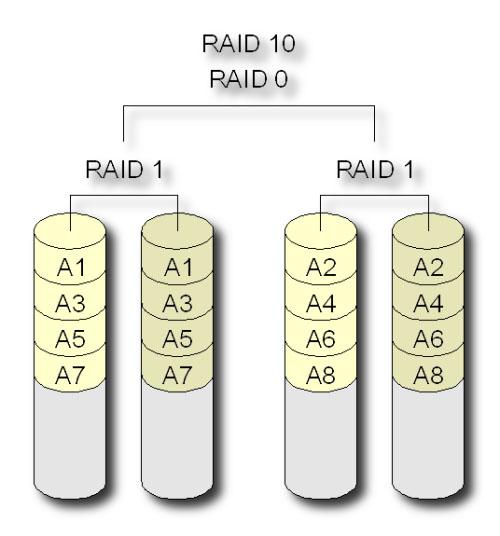 RAID 10
RAID 0
RAID 1 RAID 1
A1 A1 A2 A2
A3 A3 A4 A4
A5 A5 A6 A6
A7 A7 A8 A8